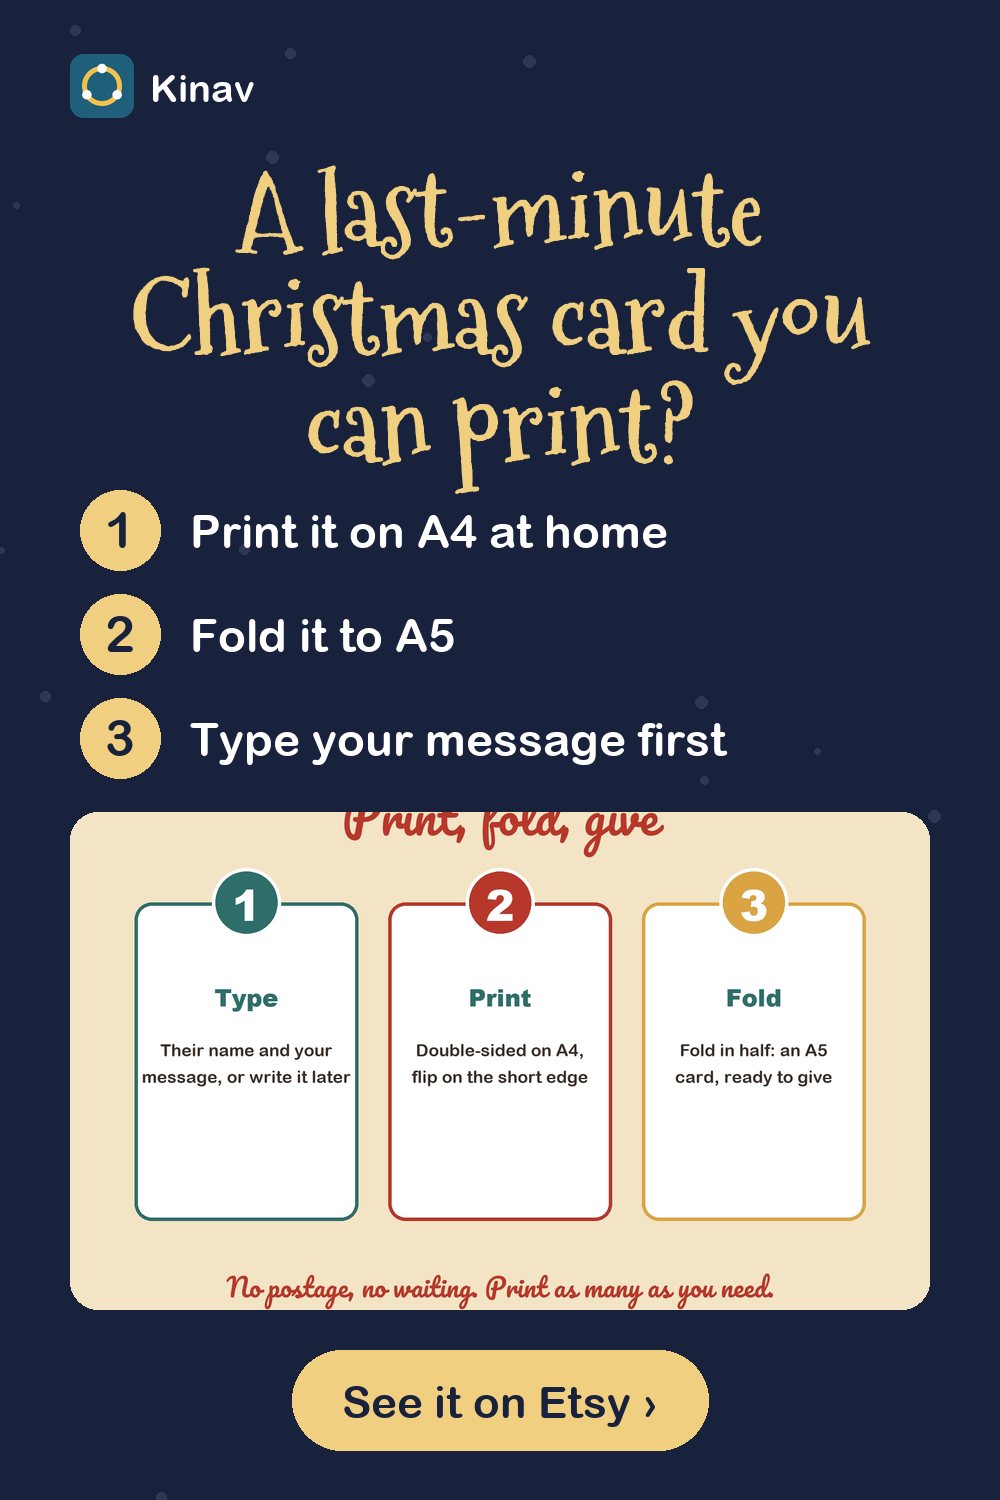 Kinav
A last-minute
Christmas card you
can print?
1 Print it on A4 at home
2 Fold it to A5
3 Type your message first
Print, fold, give
1
2
3
Type
Print
Fold
Their name and your
message, or write it later
Double-sided on A4,
flip on the short edge
Fold in half: an A5
card, ready to give
No postage, no waiting. Print as many as you need.
See it on Etsy ›